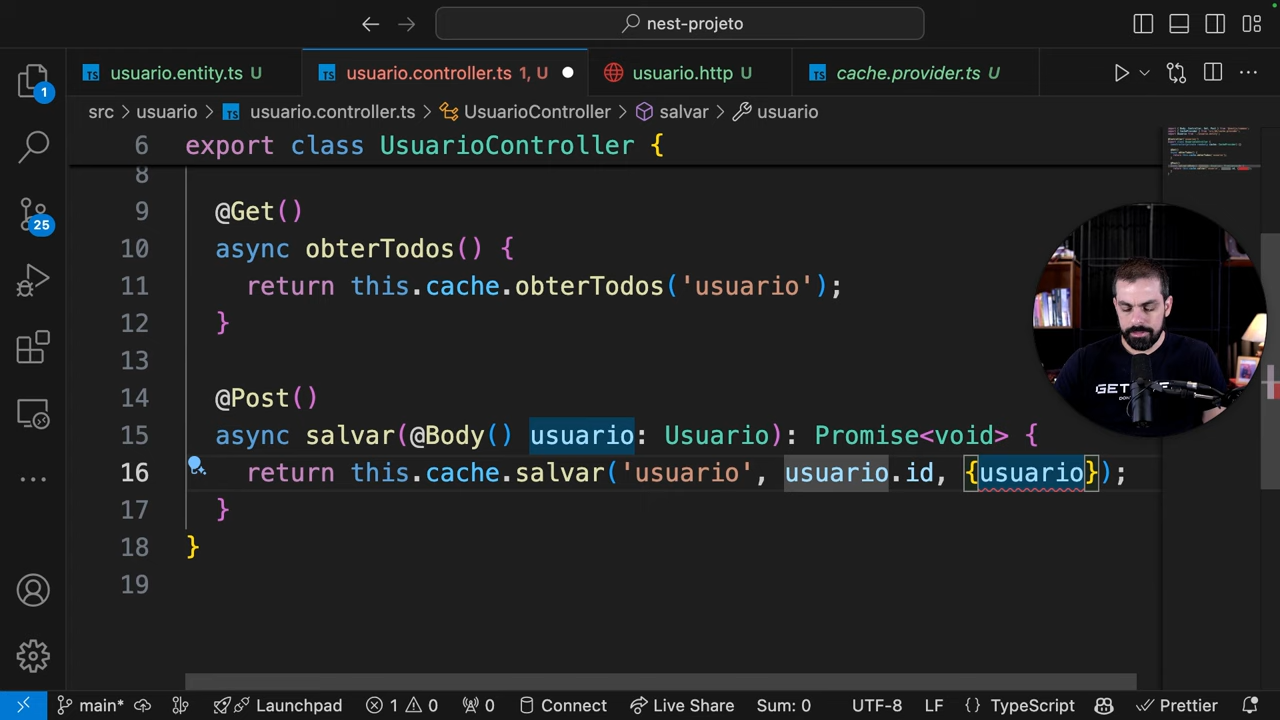 nest-projeto
usuario.entity.ts U
usuario.controller.ts 1, U
usuario.http U
cache.provider.ts U
src > usuario > usuario.controller.ts > UsuarioController > salvar > usuario
1
25
6 export class UsuarioController {
8
9 @Get()
10 async obterTodos() {
11 return this.cache.obterTodos('usuario');
12 }
13
14 @Post()
15 async salvar(@Body() usuario: Usuario): Promise<void> {
16 return this.cache.salvar('usuario', usuario.id, {usuario});
17 }
18 }
19
main* Launchpad 1 0 0 Connect Live Share Sum: 0 UTF-8 LF {} TypeScript Prettier